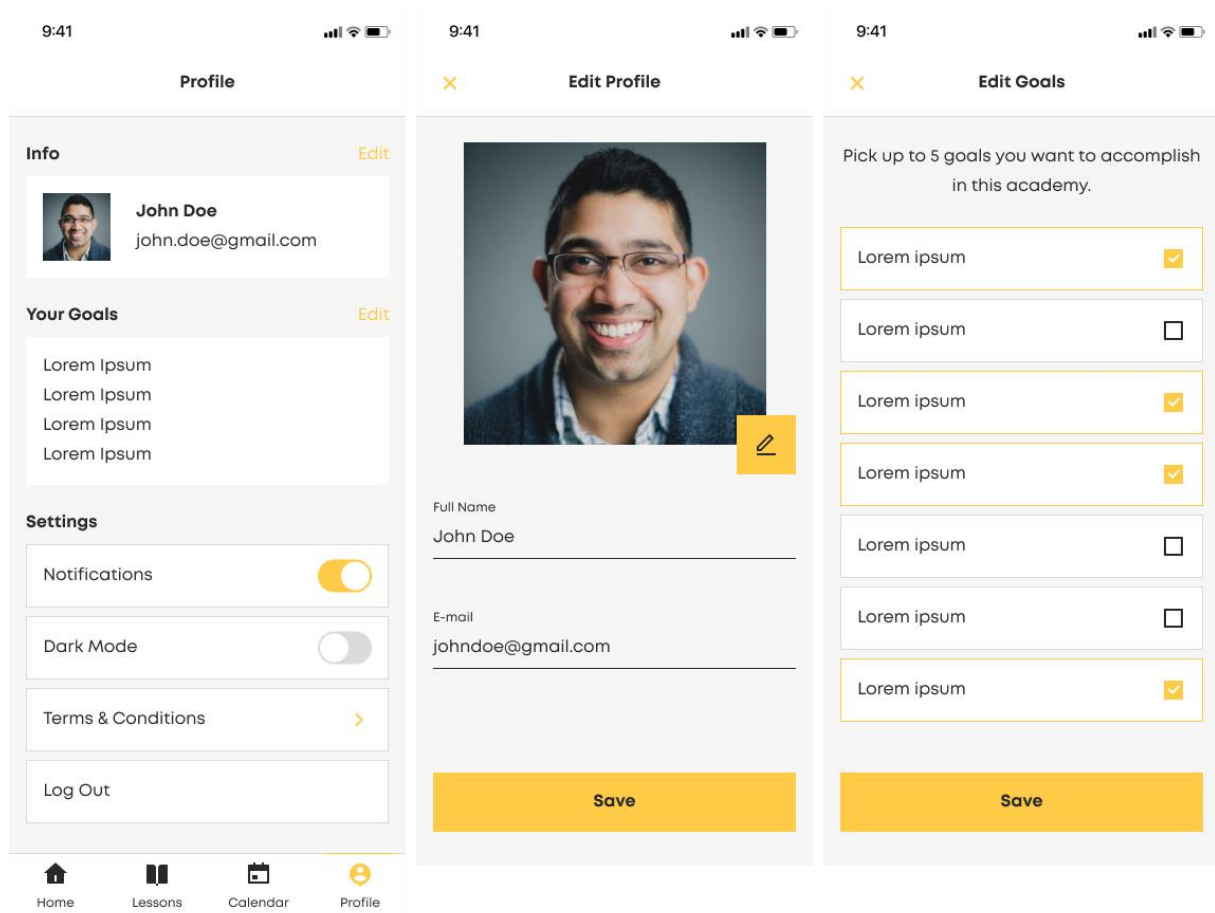 9:41
Profile
Info
Edit
John Doe
john.doe@gmail.com
Your Goals
Edit
Lorem Ipsum
Lorem Ipsum
Lorem Ipsum
Lorem Ipsum
Settings
Notifications
Dark Mode
Terms & Conditions
Log Out
Home
Lessons
Calendar
Profile
9:41
Edit Profile
Full Name
John Doe
E-mail
johndoe@gmail.com
Save
9:41
Edit Goals
Pick up to 5 goals you want to accomplish
in this academy.
Lorem ipsum
Lorem ipsum
Lorem ipsum
Lorem ipsum
Lorem ipsum
Lorem ipsum
Lorem ipsum
Save